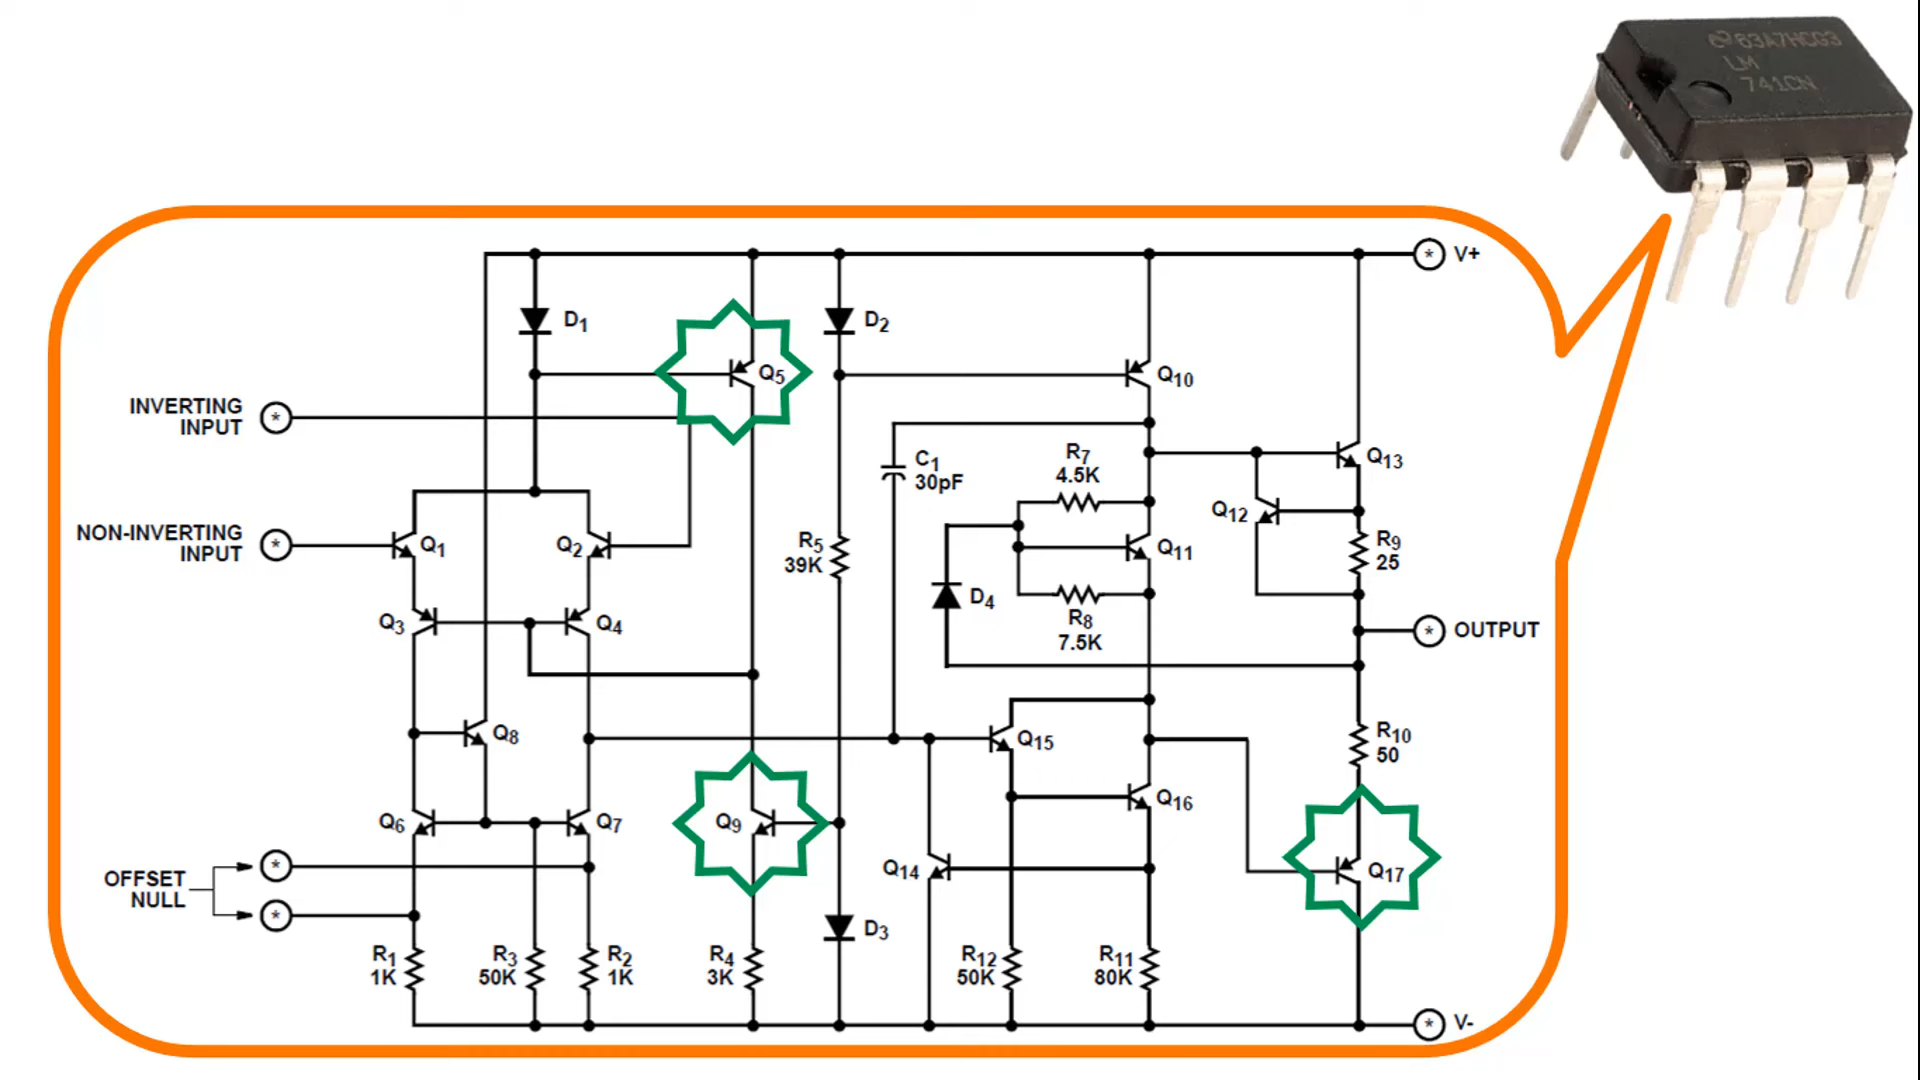 63A7HCG3
LM
741CN
V+
D1
D2
Q5
Q10
INVERTING
INPUT
*
C1
30pF
R7
4.5K
Q13
Q12
NON-INVERTING
INPUT
*
Q1
Q2
R5
39K
Q11
R9
25
D4
Q3
Q4
R8
7.5K
*
OUTPUT
Q8
Q15
R10
50
Q6
Q7
Q9
Q16
OFFSET
NULL
*
*
Q14
Q17
D3
R1
1K
R3
50K
R2
1K
R4
3K
R12
50K
R11
80K
*
V-